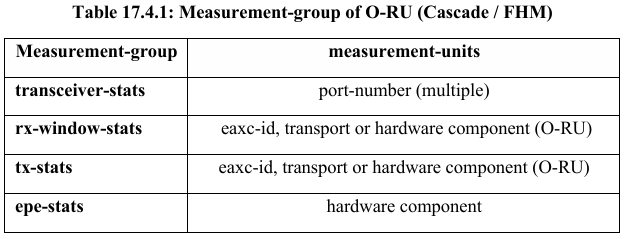 Table 17.4.1: Measurement-group of O-RU (Cascade / FHM)
Measurement-group measurement-units
transceiver-stats port-number (multiple)
rx-window-stats eaxc-id, transport or hardware component (O-RU)
tx-stats eaxc-id, transport or hardware component (O-RU)
epe-stats hardware component